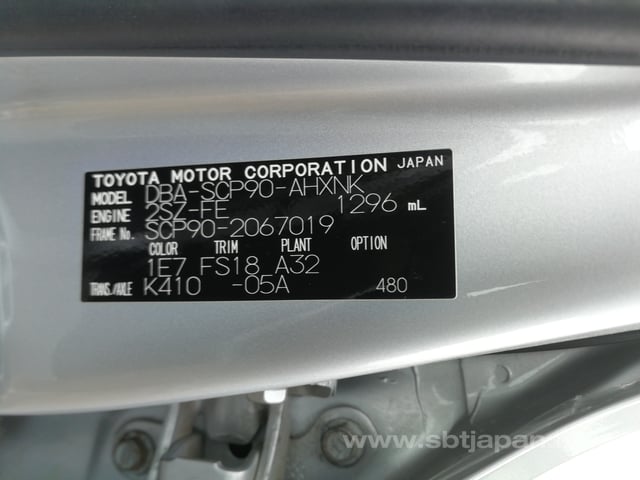 TOYOTA MOTOR CORPORATION JAPAN
MODEL DBA-SCP90-AHXNK
ENGINE 2SZ-FE 1296 mL
FRAME No. SCP90-2067019
COLOR TRIM PLANT OPTION
1E7 FS18 A32
TRANS./AXLE K410 -05A 480
www.sbtjapan.